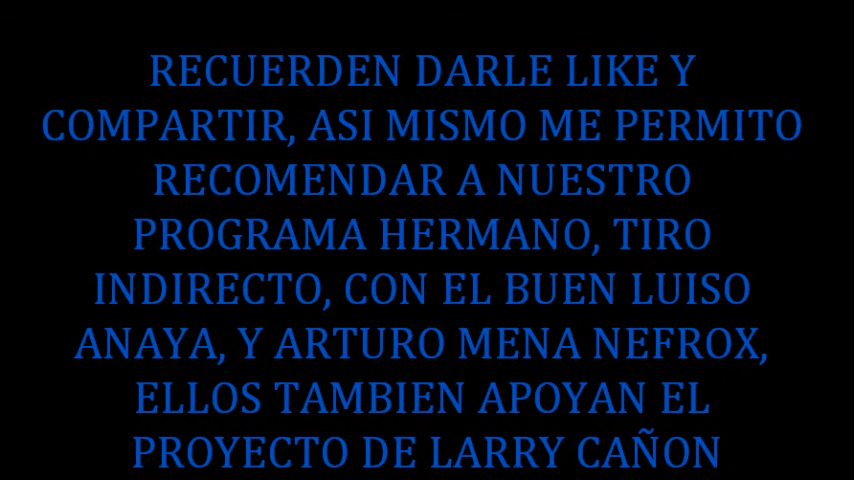 RECUERDEN DARLE LIKE Y
COMPARTIR, ASI MISMO ME PERMITO
RECOMENDAR A NUESTRO
PROGRAMA HERMANO, TIRO
INDIRECTO, CON EL BUEN LUISO
ANAYA, Y ARTURO MENA NEFROX,
ELLOS TAMBIEN APOYAN EL
PROYECTO DE LARRY CAÑON